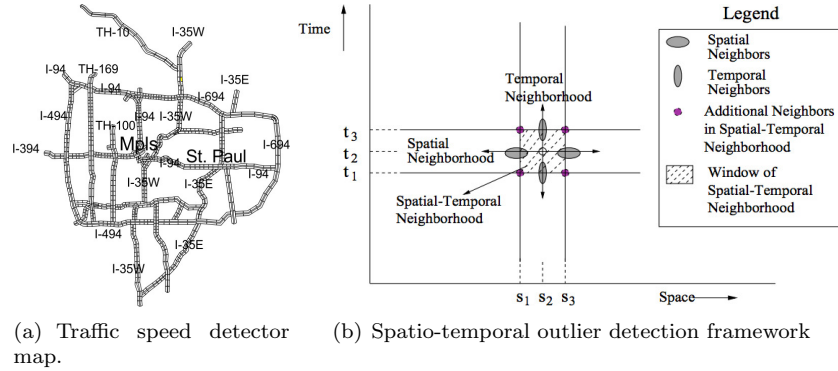 TH-10
I-35W
I-94
TH-169
I-35E
I-94
I-694
I-494
I-94
I-35W
TH-100
Mpls
I-694
I-394
I-94
St. Paul
I-94
I-35W
I-35E
I-494
I-35E
I-35W
(a) Traffic speed detector
map.
Time
Temporal
Neighborhood
t3
t2
t1
Spatial
Neighborhood
Spatial-Temporal
Neighborhood
s1 s2 s3
Space
Legend
Spatial
Neighbors
Temporal
Neighbors
Additional Neighbors
in Spatial-Temporal
Neighborhood
Window of
Spatial-Temporal
Neighborhood
(b) Spatio-temporal outlier detection framework